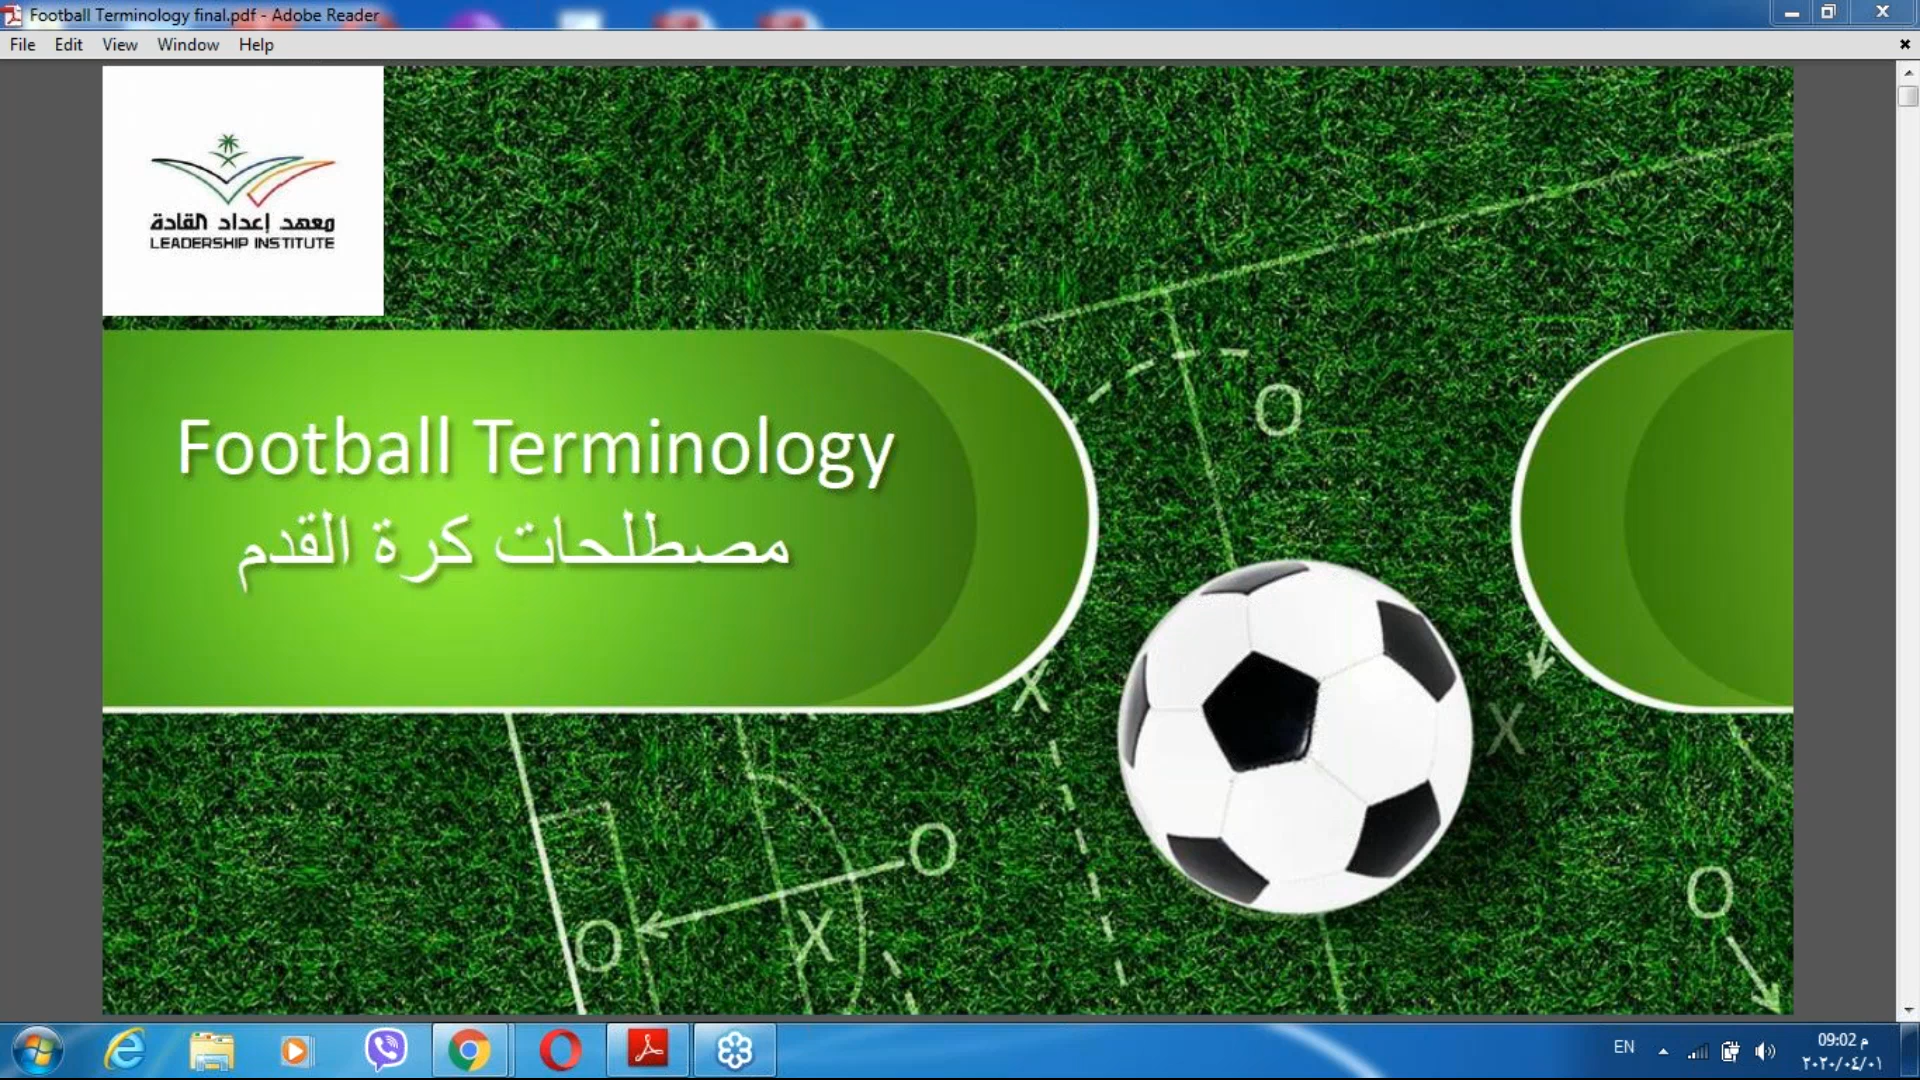 Football Terminology final.pdf - Adobe Reader
File Edit View Window Help
معهد إعداد القادة
LEADERSHIP INSTITUTE
Football Terminology
مصطلحات كرة القدم
O
X
X
O
O
X
O
EN
09:02 م
٢٠٢٠/٠٤/٠١